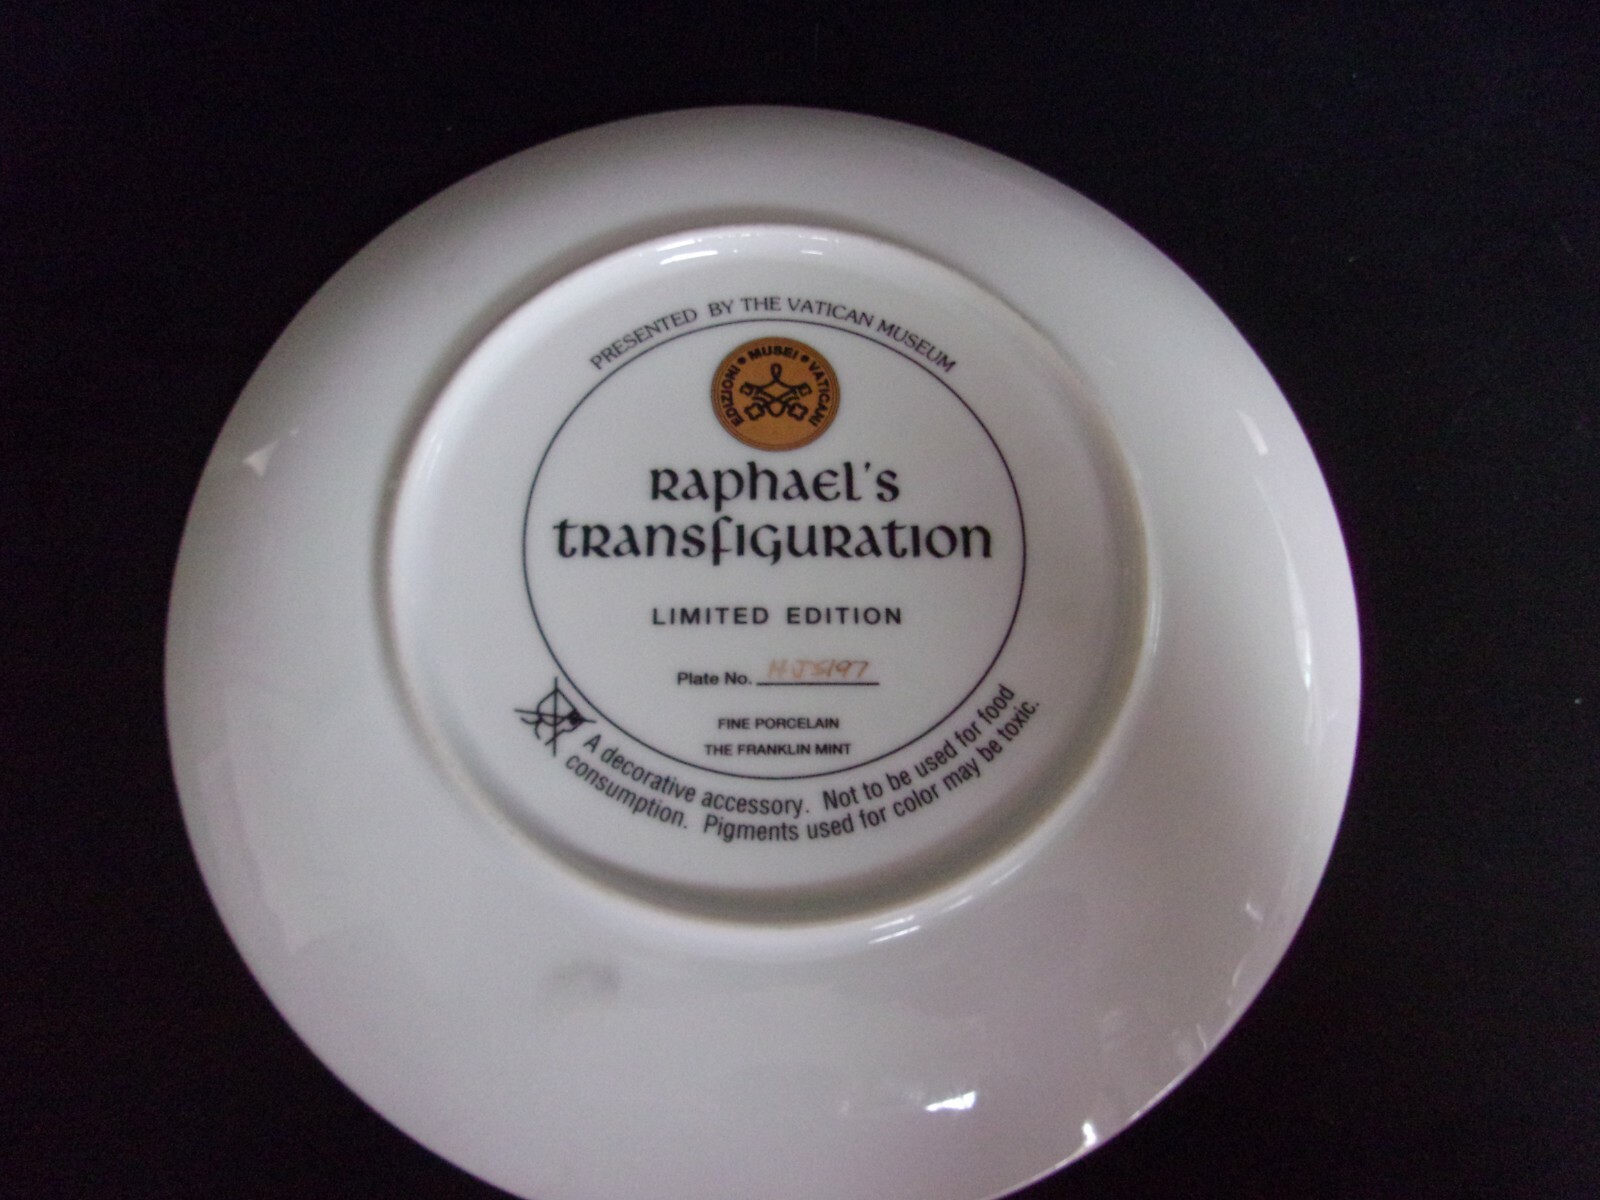 PRESENTED BY THE VATICAN MUSEUM
EDIZIONI • MUSEI • VATICANI
Raphael's
Transfiguration
LIMITED EDITION
Plate No. HJ5197
FINE PORCELAIN
THE FRANKLIN MINT
A decorative accessory. Not to be used for food
consumption. Pigments used for color may be toxic.